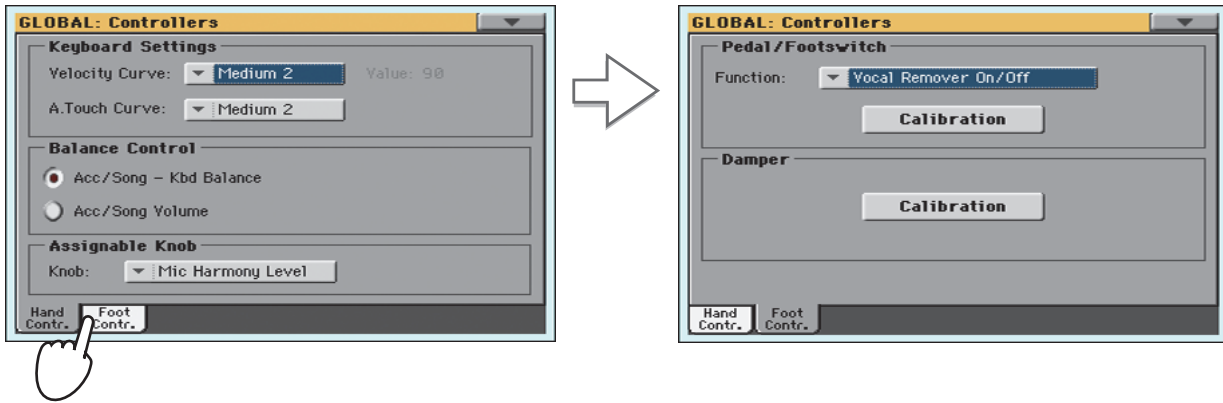 GLOBAL: Controllers
Keyboard Settings
Velocity Curve: Medium 2 Value: 90
A.Touch Curve: Medium 2
Balance Control
Acc/Song - Kbd Balance
Acc/Song Volume
Assignable Knob
Knob: Mic Harmony Level
Hand Contr.
Foot Contr.
GLOBAL: Controllers
Pedal/Footswitch
Function: Vocal Remover On/Off
Calibration
Damper
Calibration
Hand Contr.
Foot Contr.